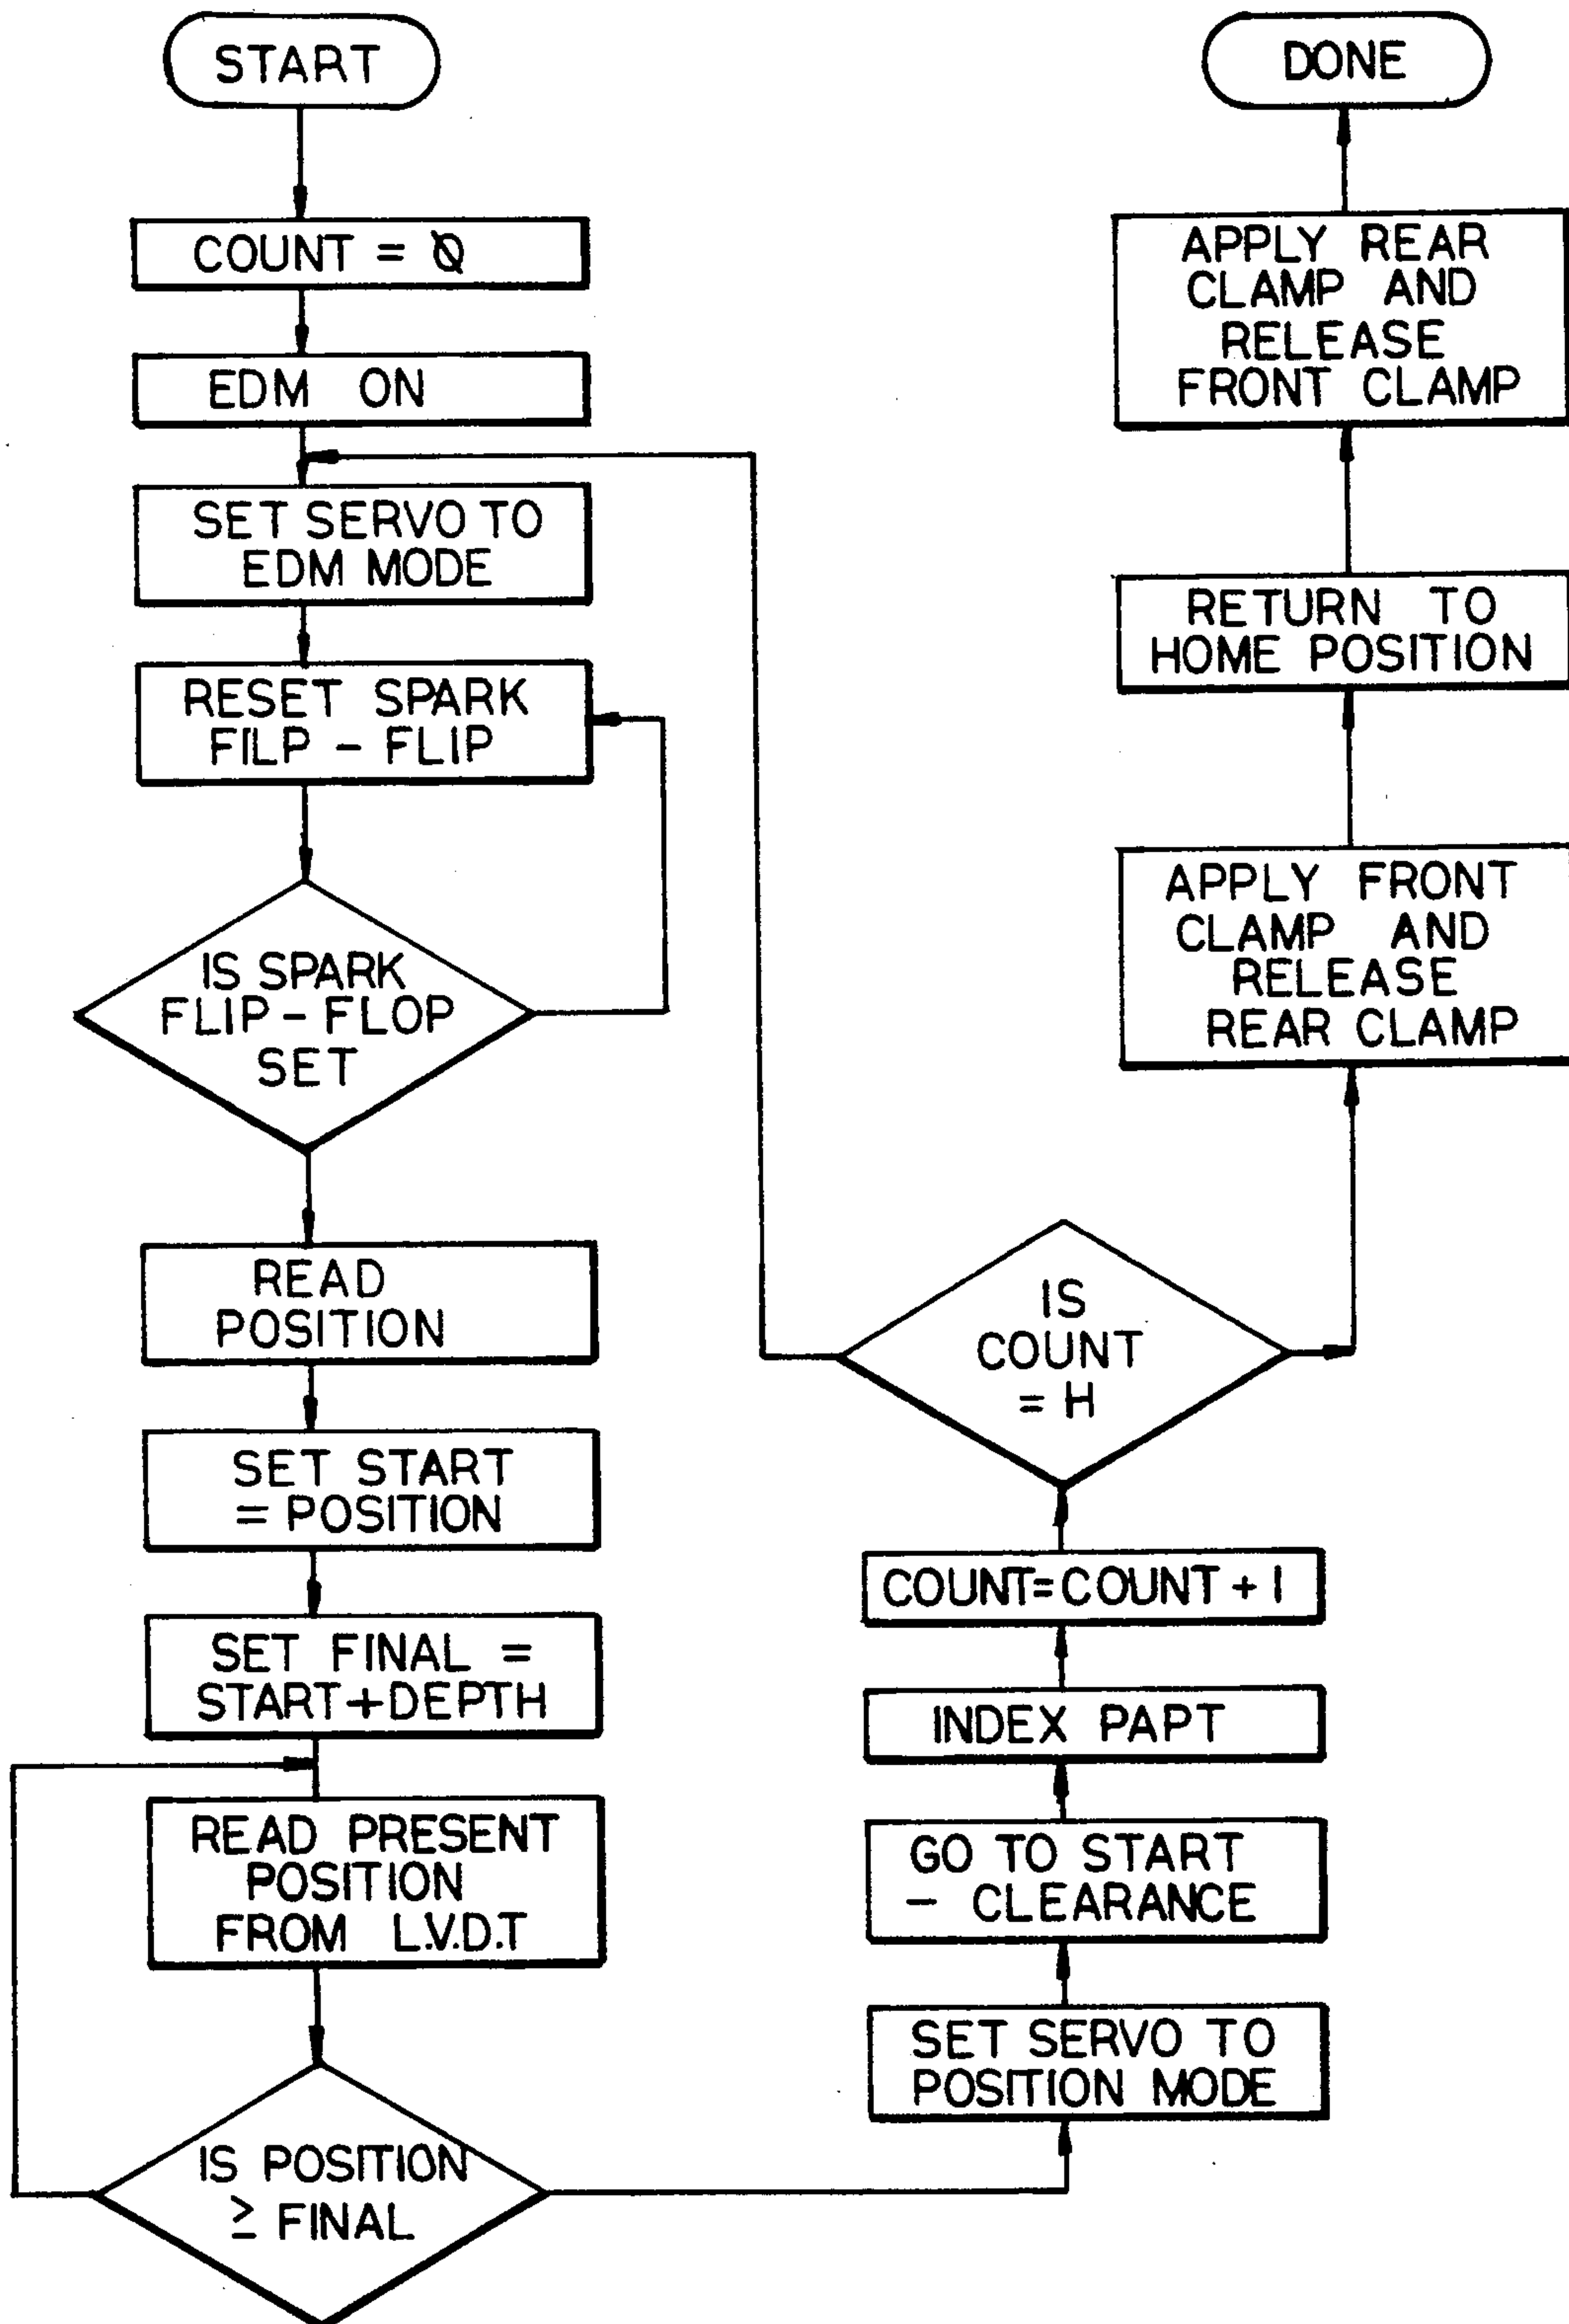 START
COUNT = 0
EDM ON
SET SERVO TO
EDM MODE
RESET SPARK
FILP - FLIP
IS SPARK
FLIP - FLOP
SET
READ
POSITION
SET START
= POSITION
SET FINAL =
START + DEPTH
READ PRESENT
POSITION
FROM L.V.D.T
IS POSITION
≥ FINAL
SET SERVO TO
POSITION MODE
GO TO START
- CLEARANCE
INDEX PAPT
COUNT = COUNT + 1
IS
COUNT
= H
APPLY FRONT
CLAMP AND
RELEASE
REAR CLAMP
RETURN TO
HOME POSITION
APPLY REAR
CLAMP AND
RELEASE
FRONT CLAMP
DONE